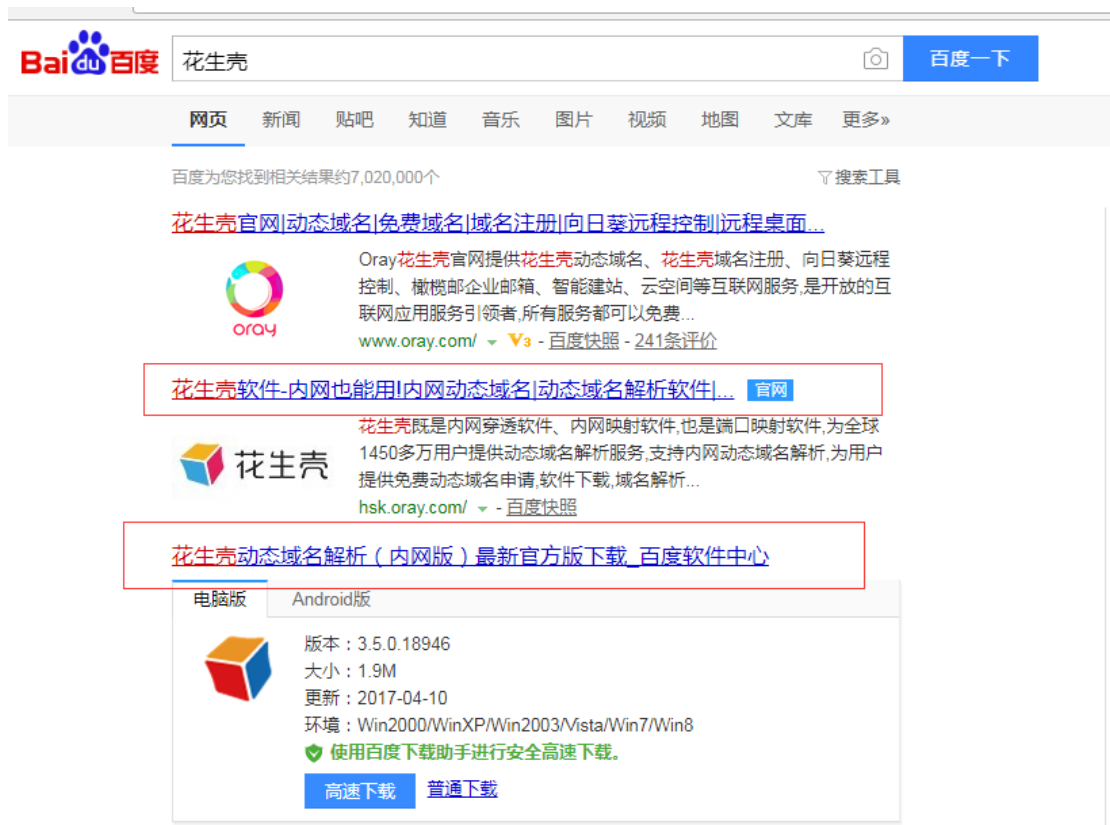 Bai du 百度
花生壳
百度一下
网页 新闻 贴吧 知道 音乐 图片 视频 地图 文库 更多»
百度为您找到相关结果约7,020,000个
搜索工具
花生壳官网|动态域名|免费域名|域名注册|向日葵远程控制|远程桌面...
oray
Oray花生壳官网提供花生壳动态域名、花生壳域名注册、向日葵远程
控制、橄榄邮企业邮箱、智能建站、云空间等互联网服务,是开放的互
联网应用服务引领者,所有服务都可以免费...
www.oray.com/ V3 - 百度快照 - 241条评价
花生壳软件-内网也能用!内网动态域名|动态域名解析软件|... 官网
花生壳
花生壳既是内网穿透软件、内网映射软件,也是端口映射软件,为全球
1450多万用户提供动态域名解析服务,支持内网动态域名解析,为用户
提供免费动态域名申请,软件下载,域名解析...
hsk.oray.com/ - 百度快照
花生壳动态域名解析（内网版）最新官方版下载_百度软件中心
电脑版 Android版
版本：3.5.0.18946
大小：1.9M
更新：2017-04-10
环境：Win2000/WinXP/Win2003/Vista/Win7/Win8
使用百度下载助手进行安全高速下载。
高速下载 普通下载